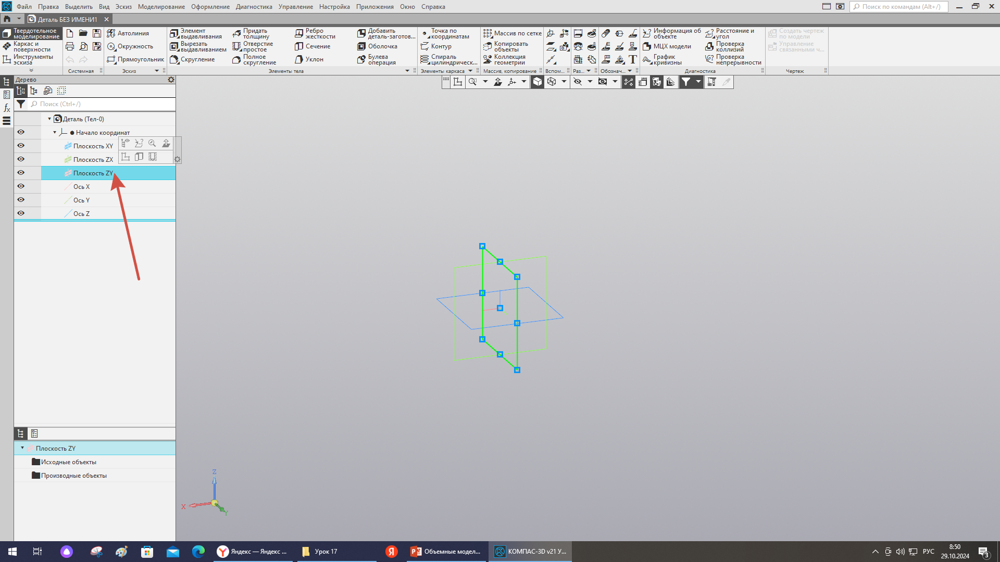 Файл Правка Выделить Вид Эскиз Моделирование Оформление Диагностика Управление Настройка Приложения Окно Справка
Поиск по командам (Alt+/)
Деталь БЕЗ ИМЕНИ1
Твердотельное моделирование
Каркас и поверхности
Инструменты эскиза
Системная
Автолиния
Окружность
Прямоугольник
Эскиз
Элемент выдавливания
Вырезать выдавливанием
Скругление
Придать толщину
Отверстие простое
Полное скругление
Ребро жесткости
Сечение
Уклон
Добавить деталь-заготов...
Оболочка
Булева операция
Элементы тела
Точка по координатам
Контур
Спираль цилиндрическ...
Элементы каркаса
Массив по сетке
Копировать объекты
Коллекция геометрии
Массив, копирование
Вспом...
Раз...
Обознач...
Информация об объекте
МЦХ модели
График кривизны
Расстояние и угол
Проверка коллизий
Проверка непрерывности
Диагностика
Создать чертеж по модели
Управление связанными ч...
Чертеж
Дерево
Поиск (Ctrl+/)
Деталь (Тел-0)
Начало координат
Плоскость XY
Плоскость ZX
Плоскость ZY
Ось X
Ось Y
Ось Z
Плоскость ZY
Исходные объекты
Производные объекты
Z
X
Y
Яндекс — Яндекс ...
Урок 17
Объемные модел...
КОМПАС-3D v21 У...
РУС
8:50
29.10.2024
3